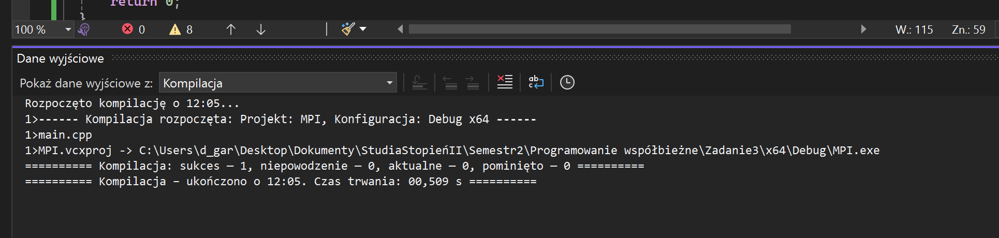 return 0;
}
100 %
0
8
W.: 115
Zn.: 59
Dane wyjściowe
Pokaż dane wyjściowe z:
Kompilacja
Rozpoczęto kompilację o 12:05...
1>------ Kompilacja rozpoczęta: Projekt: MPI, Konfiguracja: Debug x64 ------
1>main.cpp
1>MPI.vcxproj -> C:\Users\d_gar\Desktop\Dokumenty\StudiaStopieńII\Semestr2\Programowanie współbieżne\Zadanie3\x64\Debug\MPI.exe
========== Kompilacja: sukces — 1, niepowodzenie — 0, aktualne — 0, pominięto — 0 ==========
========== Kompilacja – ukończono o 12:05. Czas trwania: 00,509 s ==========